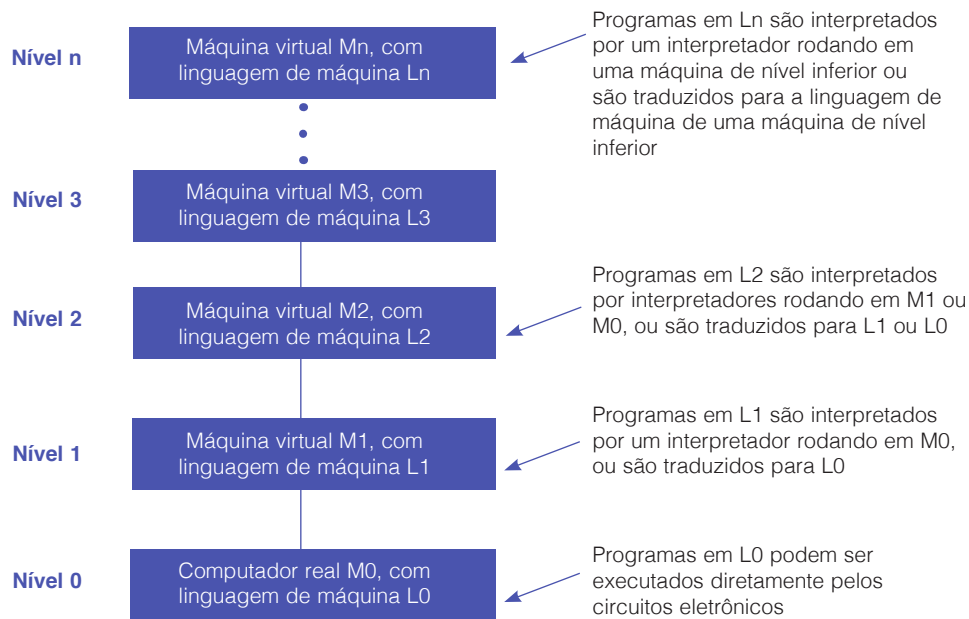 Nível n
Máquina virtual Mn, com
linguagem de máquina Ln
Programas em Ln são interpretados
por um interpretador rodando em
uma máquina de nível inferior ou
são traduzidos para a linguagem de
máquina de uma máquina de nível
inferior
Nível 3
Máquina virtual M3, com
linguagem de máquina L3
Nível 2
Máquina virtual M2, com
linguagem de máquina L2
Programas em L2 são interpretados
por interpretadores rodando em M1 ou
M0, ou são traduzidos para L1 ou L0
Nível 1
Máquina virtual M1, com
linguagem de máquina L1
Programas em L1 são interpretados
por um interpretador rodando em M0,
ou são traduzidos para L0
Nível 0
Computador real M0, com
linguagem de máquina L0
Programas em L0 podem ser
executados diretamente pelos
circuitos eletrônicos